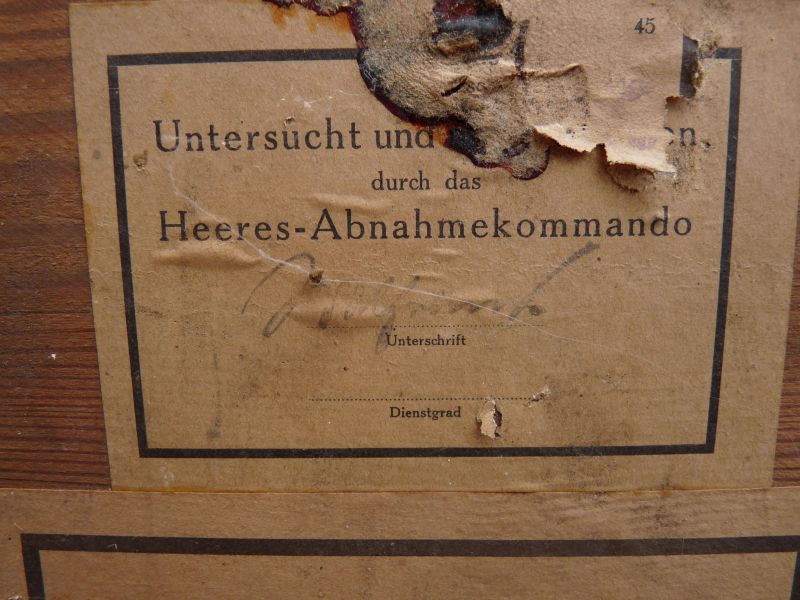 45
Untersucht und
durch das
Heeres-Abnahmekommando
Unterschrift
Dienstgrad